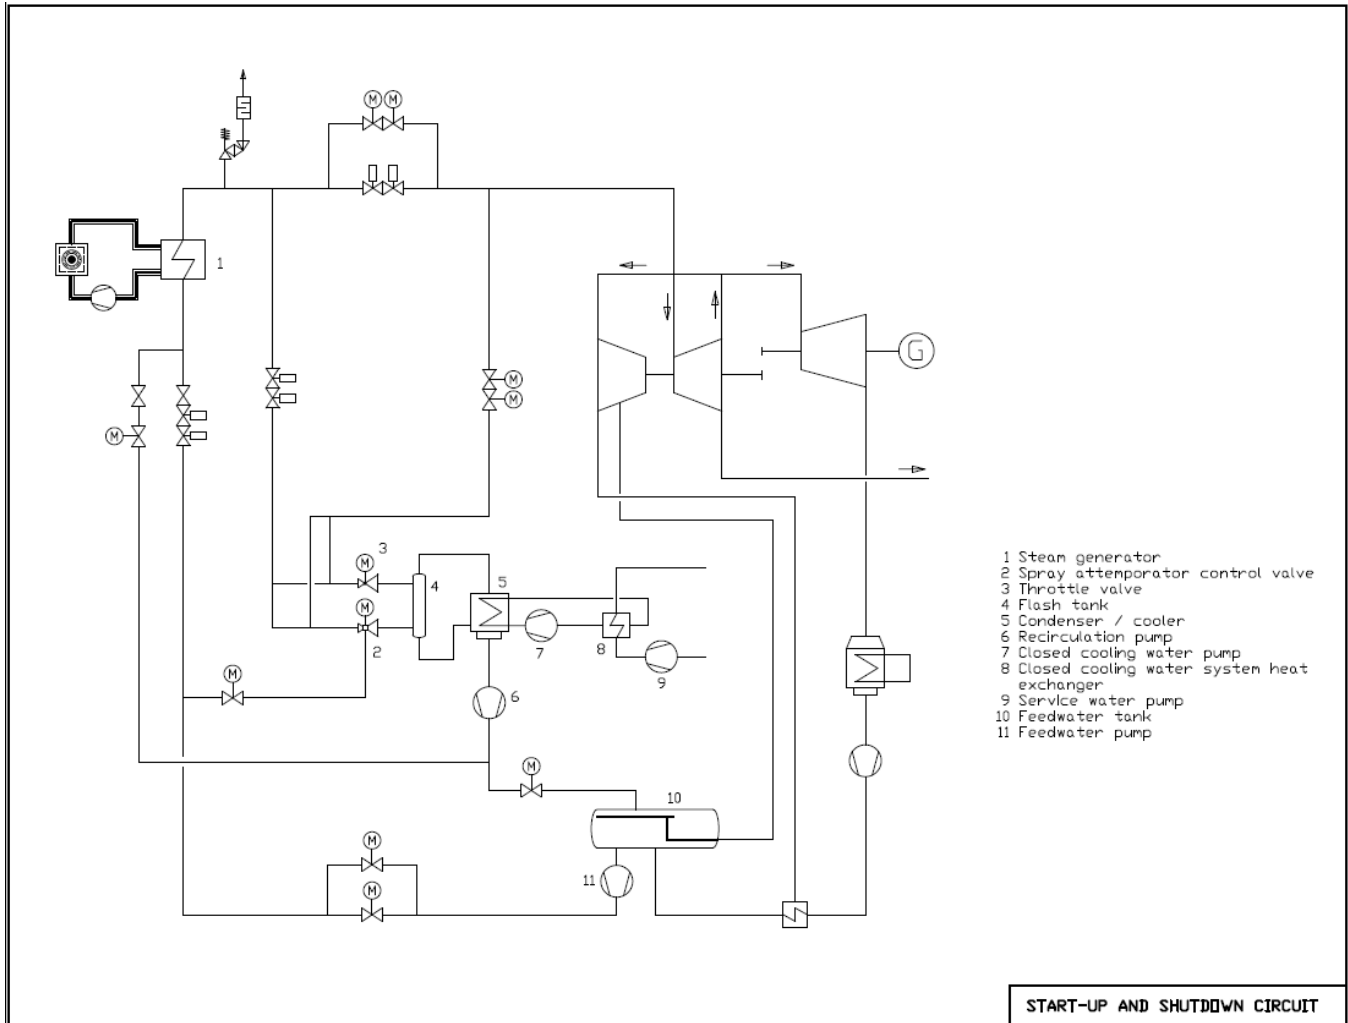 M M
1
M
M
G
M
3
M
4
5
M
2
7
8
9
M
6
M
10
M
11
M
1 Steam generator
2 Spray attemporator control valve
3 Throttle valve
4 Flash tank
5 Condenser / cooler
6 Recirculation pump
7 Closed cooling water pump
8 Closed cooling water system heat
exchanger
9 Service water pump
10 Feedwater tank
11 Feedwater pump
START-UP AND SHUTDOWN CIRCUIT